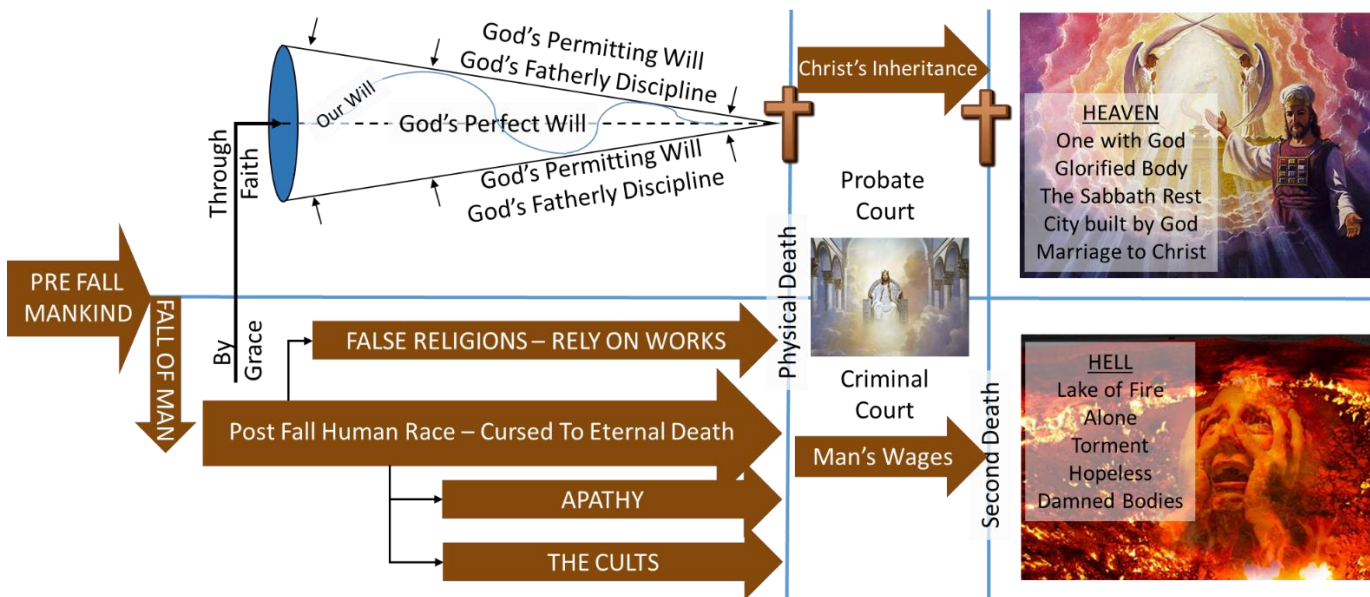 God's Permitting Will
God's Fatherly Discipline
Our Will
God's Perfect Will
God's Permitting Will
God's Fatherly Discipline
Christ's Inheritance
HEAVEN
One with God
Glorified Body
The Sabbath Rest
City built by God
Marriage to Christ
Through
Faith
By
Grace
PRE FALL
MANKIND
FALL OF MAN
Probate
Court
Physical Death
FALSE RELIGIONS – RELY ON WORKS
Post Fall Human Race – Cursed To Eternal Death
APATHY
THE CULTS
Criminal
Court
Man's Wages
Second Death
HELL
Lake of Fire
Alone
Torment
Hopeless
Damned Bodies